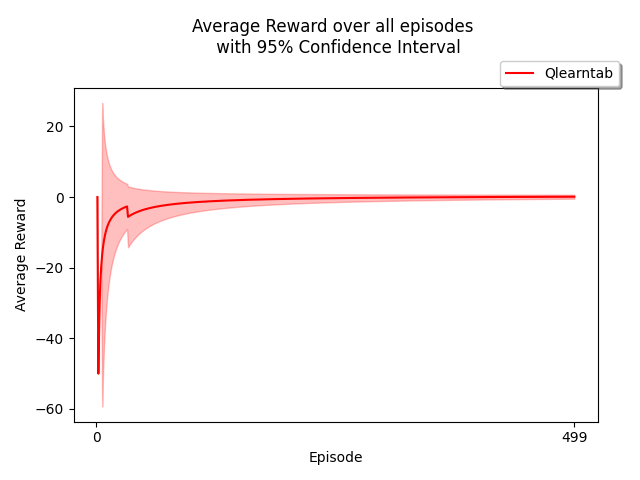 Average Reward over all episodes
with 95% Confidence Interval
Qlearntab
20
0
−20
−40
−60
Average Reward
0
499
Episode